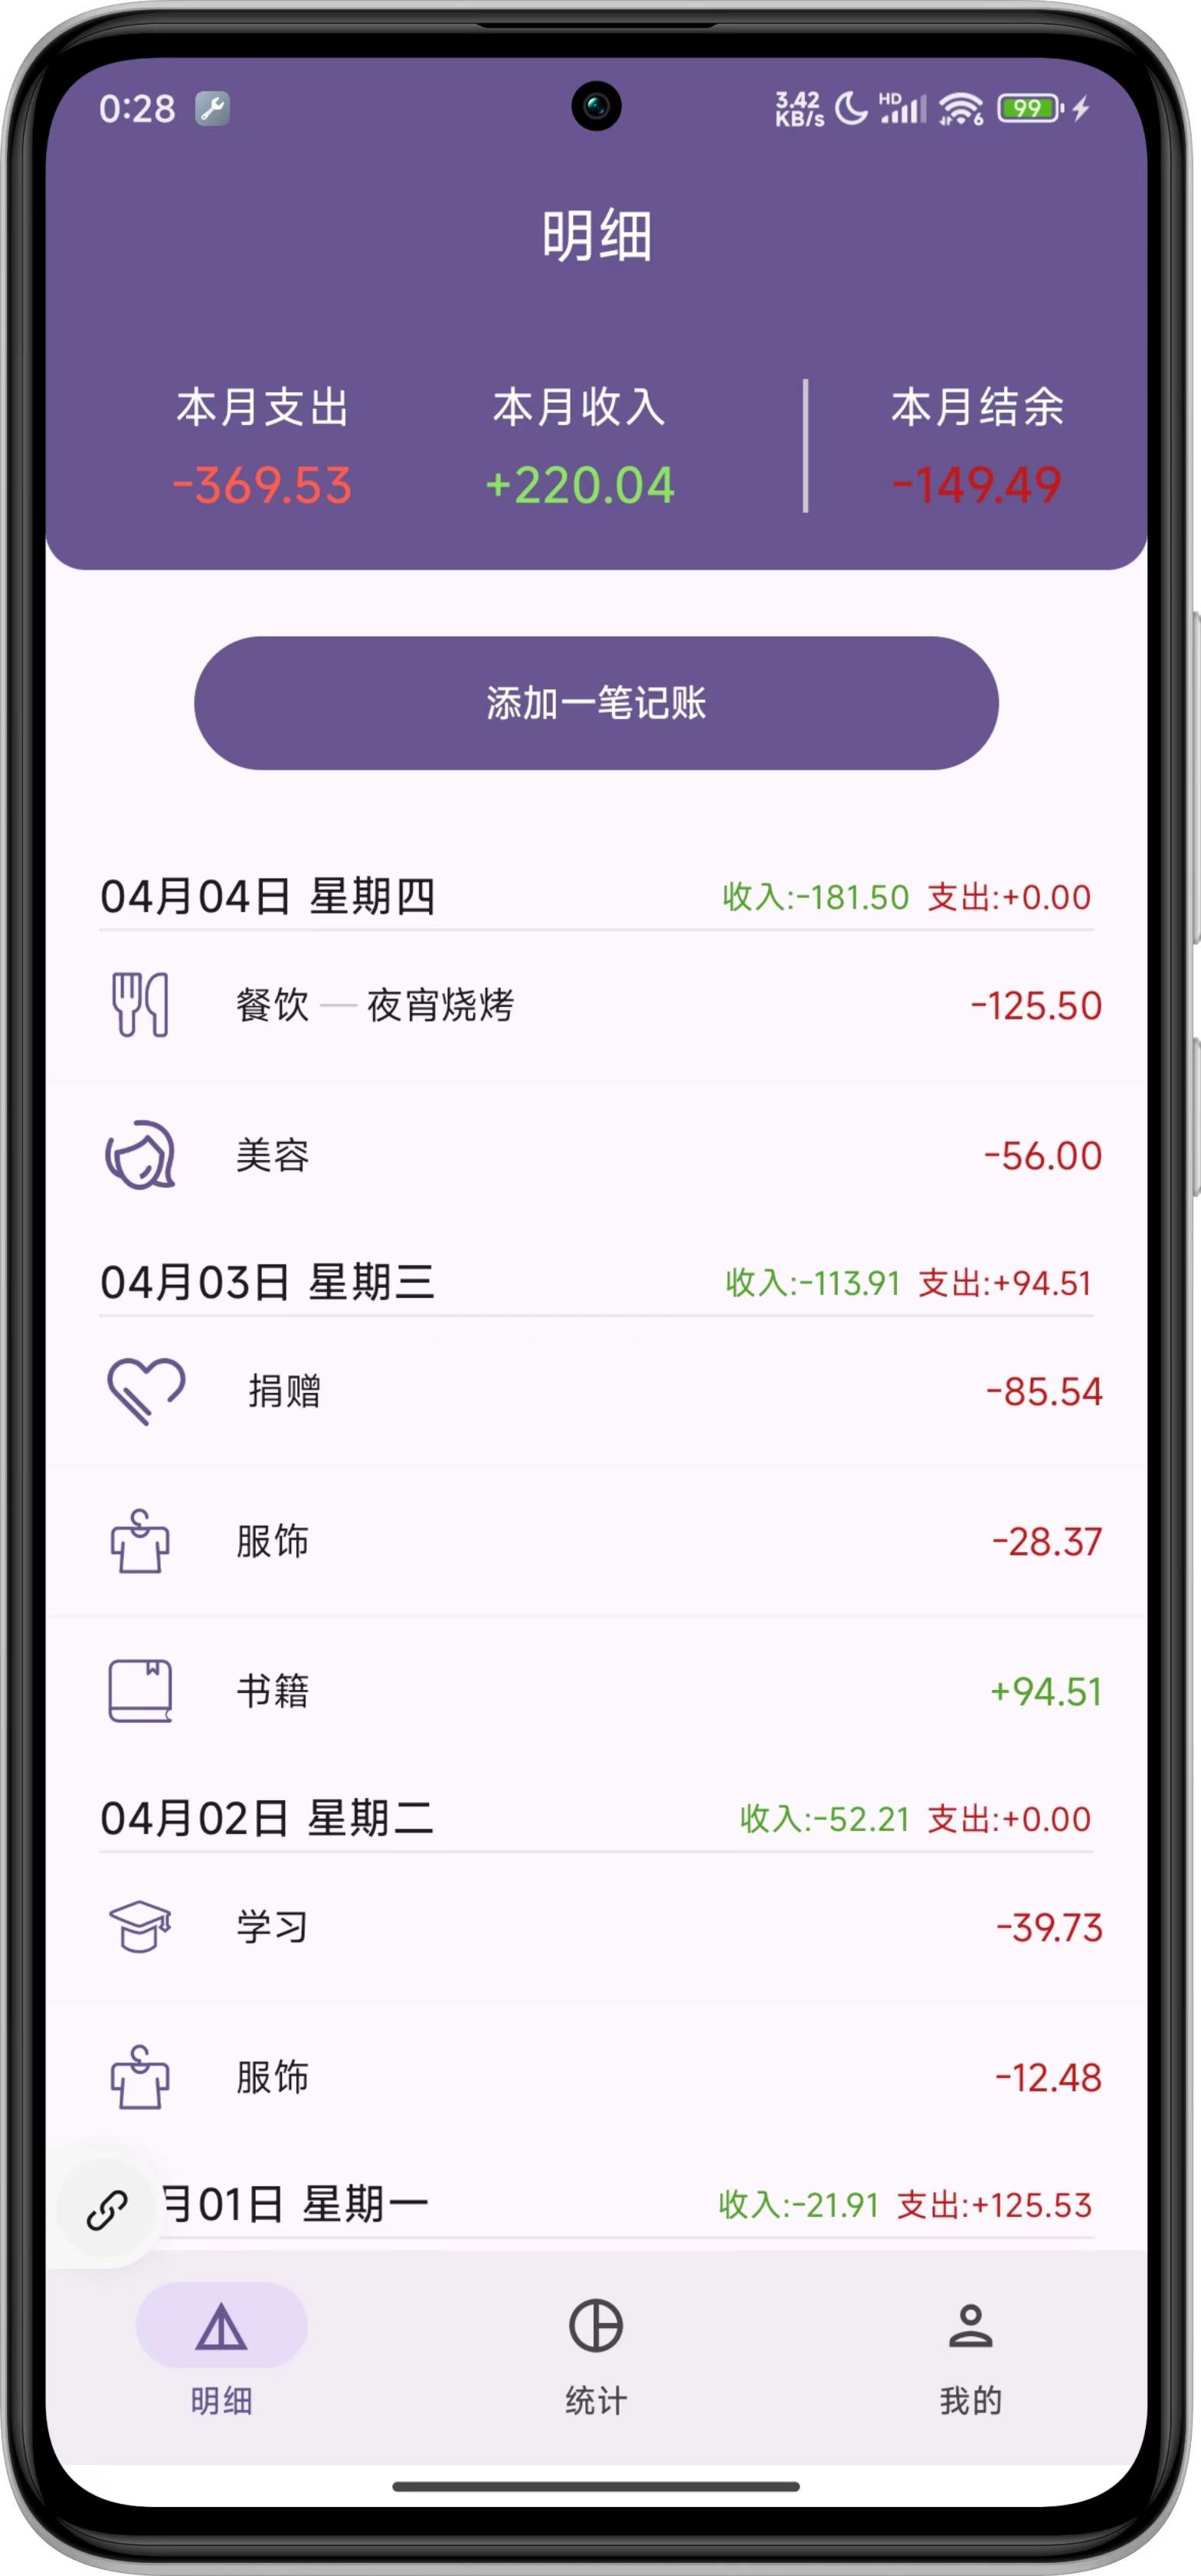 0:28
3.42 KB/s HD 6 99
明细
本月支出 本月收入 本月结余
-369.53 +220.04 -149.49
添加一笔记账
04月04日 星期四 收入:-181.50 支出:+0.00
餐饮 — 夜宵烧烤 -125.50
美容 -56.00
04月03日 星期三 收入:-113.91 支出:+94.51
捐赠 -85.54
服饰 -28.37
书籍 +94.51
04月02日 星期二 收入:-52.21 支出:+0.00
学习 -39.73
服饰 -12.48
月01日 星期一 收入:-21.91 支出:+125.53
明细 统计 我的